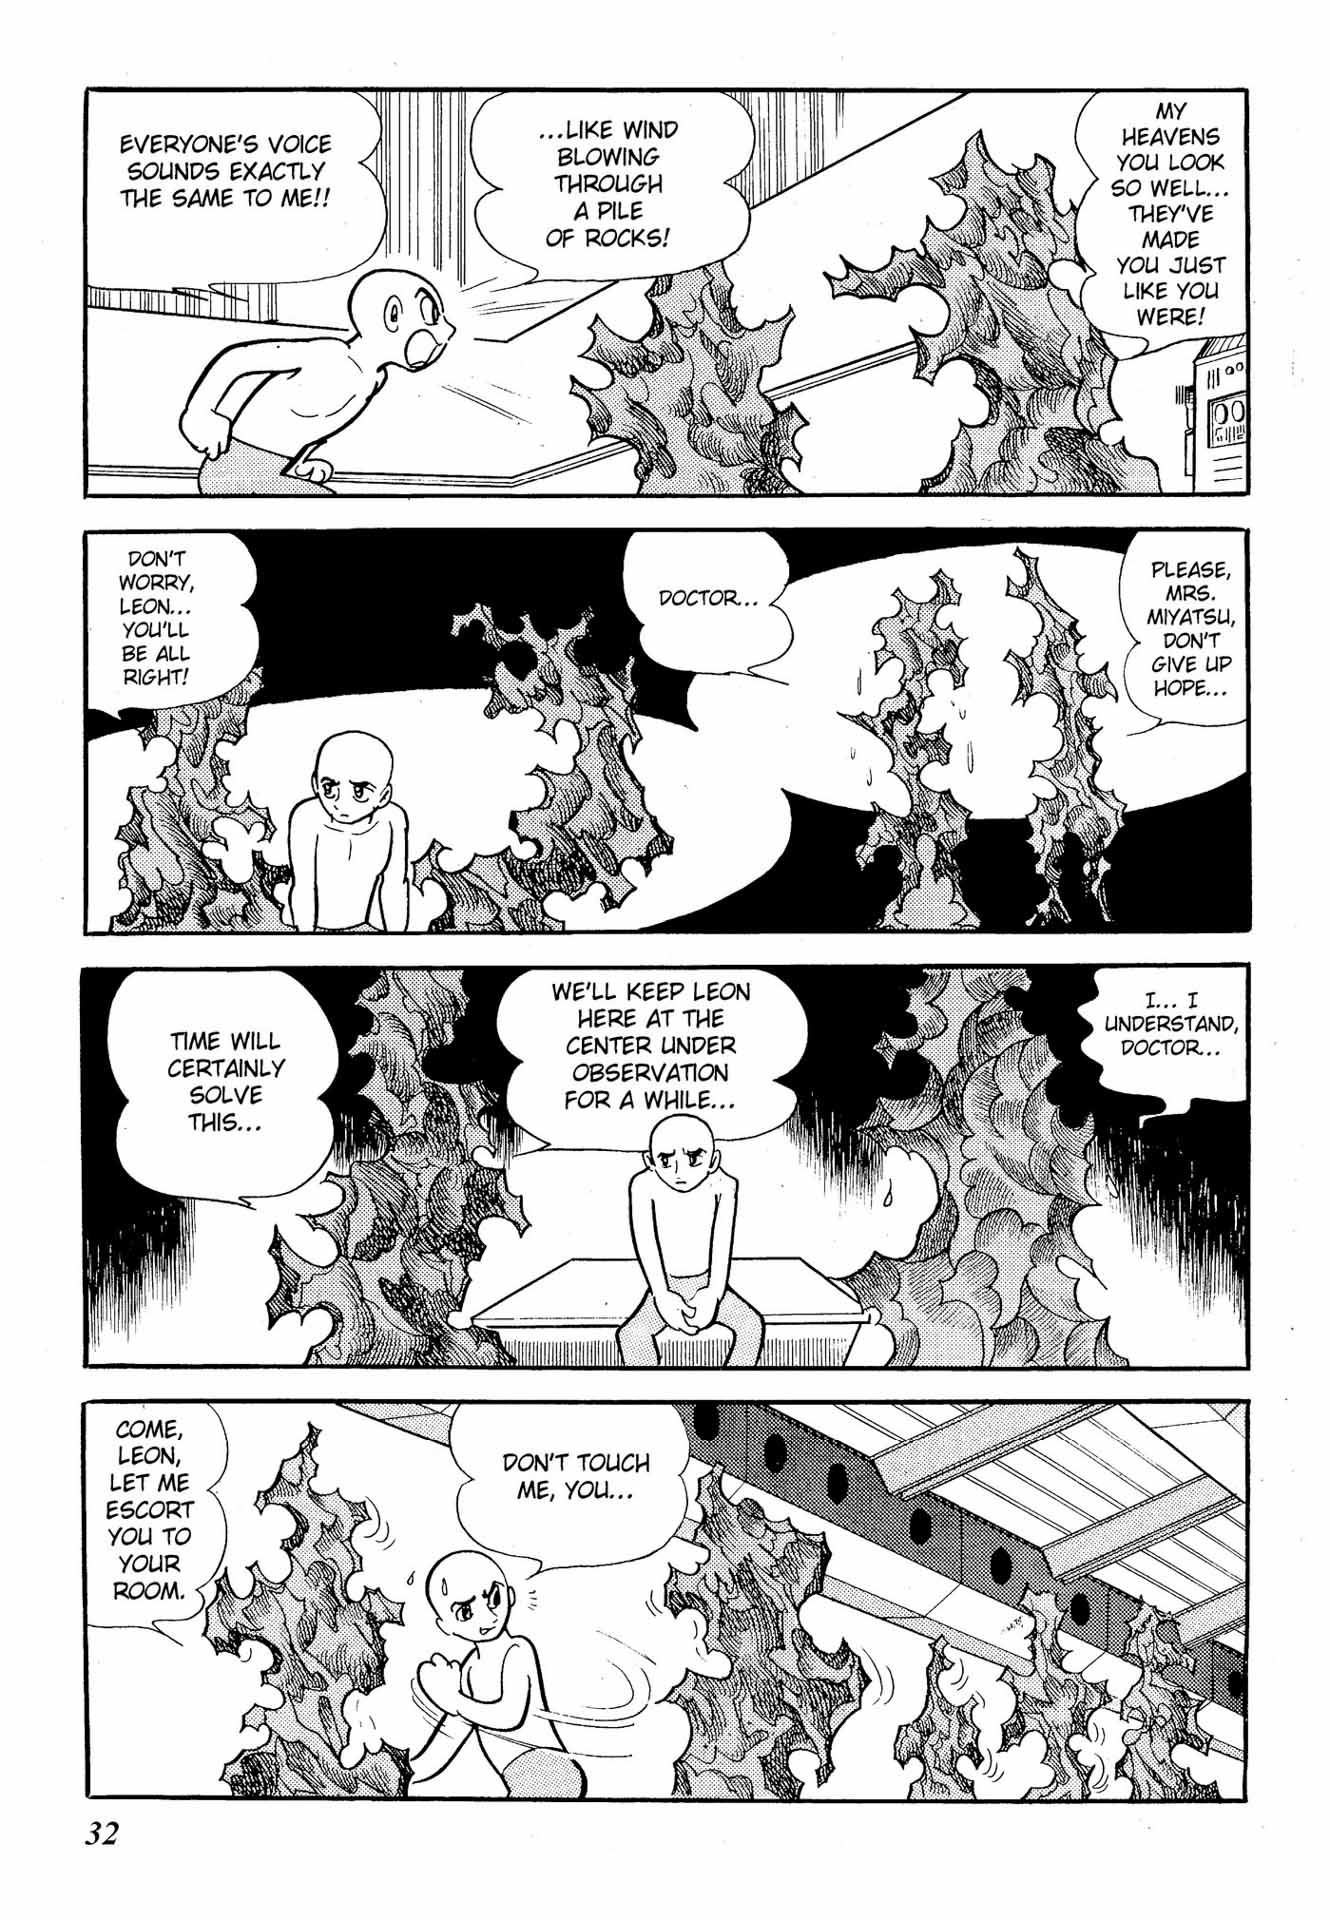 EVERYONE'S VOICE
SOUNDS EXACTLY
THE SAME TO ME!!
...LIKE WIND
BLOWING
THROUGH
A PILE
OF ROCKS!
MY
HEAVENS
YOU LOOK
SO WELL...
THEY'VE
MADE
YOU JUST
LIKE YOU
WERE!
DON'T
WORRY,
LEON...
YOU'LL
BE ALL
RIGHT!
DOCTOR...
PLEASE,
MRS.
MIYATSU,
DON'T
GIVE UP
HOPE...
TIME WILL
CERTAINLY
SOLVE
THIS...
WE'LL KEEP LEON
HERE AT THE
CENTER UNDER
OBSERVATION
FOR A WHILE...
I... I
UNDERSTAND,
DOCTOR...
COME,
LEON,
LET ME
ESCORT
YOU TO
YOUR
ROOM.
DON'T TOUCH
ME, YOU...
32